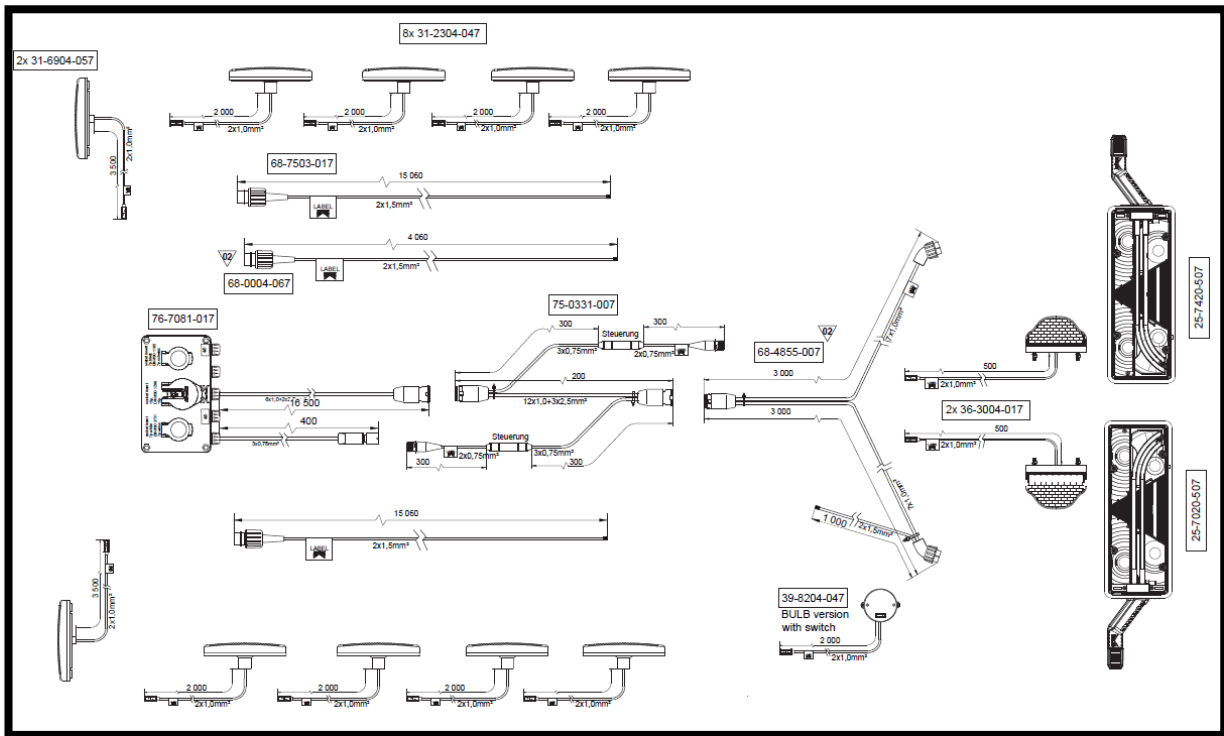 8x 31-2304-047
2x 31-6904-057
2 000
2x1,0mm²
2 000
2x1,0mm²
2 000
2x1,0mm²
2 000
2x1,0mm²
3 500
2x1,0mm²
68-7503-017
15 060
LABEL
2x1,5mm²
02
4 060
LABEL
2x1,5mm²
68-0004-067
75-0331-007
76-7081-017
300
Steuerung
300
3x0,75mm²
2x0,75mm²
02
68-4855-007
7x1,0mm²
16 500
200
12x1,0+3x2,5mm²
3 000
3 000
400
3x0,75mm²
Steuerung
2x0,75mm²
3x0,75mm²
300
300
7x1,0mm²
500
2x1,0mm²
2x 36-3004-017
500
2x1,0mm²
25-7420-507
25-7020-507
15 060
LABEL
2x1,5mm²
1 000
2x1,5mm²
39-8204-047
BULB version
with switch
2 000
2x1,0mm²
3 500
2x1,0mm²
2 000
2x1,0mm²
2 000
2x1,0mm²
2 000
2x1,0mm²
2 000
2x1,0mm²